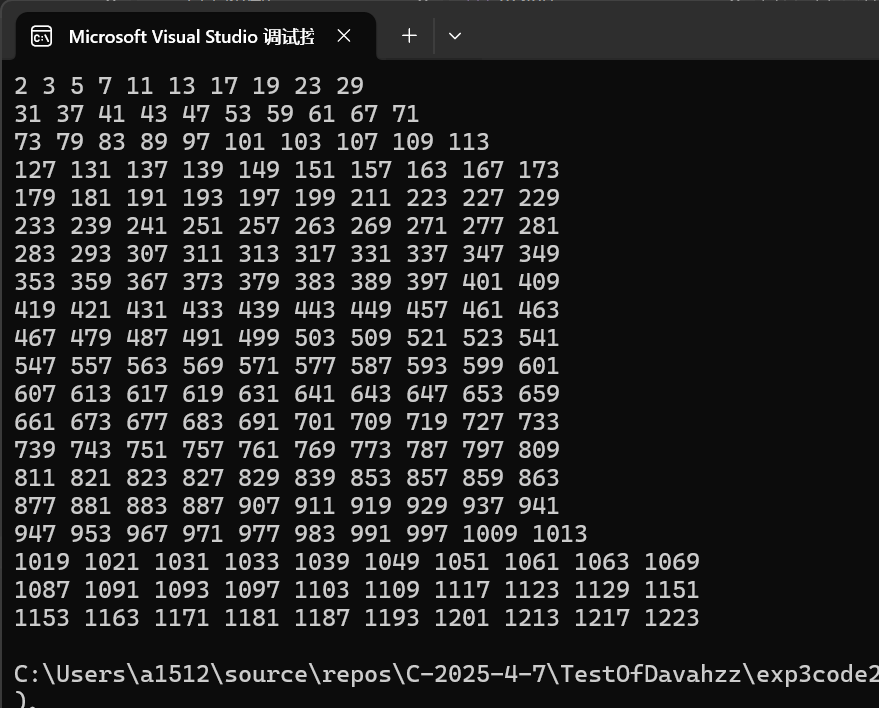 Microsoft Visual Studio 调试控
2 3 5 7 11 13 17 19 23 29
31 37 41 43 47 53 59 61 67 71
73 79 83 89 97 101 103 107 109 113
127 131 137 139 149 151 157 163 167 173
179 181 191 193 197 199 211 223 227 229
233 239 241 251 257 263 269 271 277 281
283 293 307 311 313 317 331 337 347 349
353 359 367 373 379 383 389 397 401 409
419 421 431 433 439 443 449 457 461 463
467 479 487 491 499 503 509 521 523 541
547 557 563 569 571 577 587 593 599 601
607 613 617 619 631 641 643 647 653 659
661 673 677 683 691 701 709 719 727 733
739 743 751 757 761 769 773 787 797 809
811 821 823 827 829 839 853 857 859 863
877 881 883 887 907 911 919 929 937 941
947 953 967 971 977 983 991 997 1009 1013
1019 1021 1031 1033 1039 1049 1051 1061 1063 1069
1087 1091 1093 1097 1103 1109 1117 1123 1129 1151
1153 1163 1171 1181 1187 1193 1201 1213 1217 1223
C:\Users\a1512\source\repos\C-2025-4-7\TestOfDavahzz\exp3code2
).